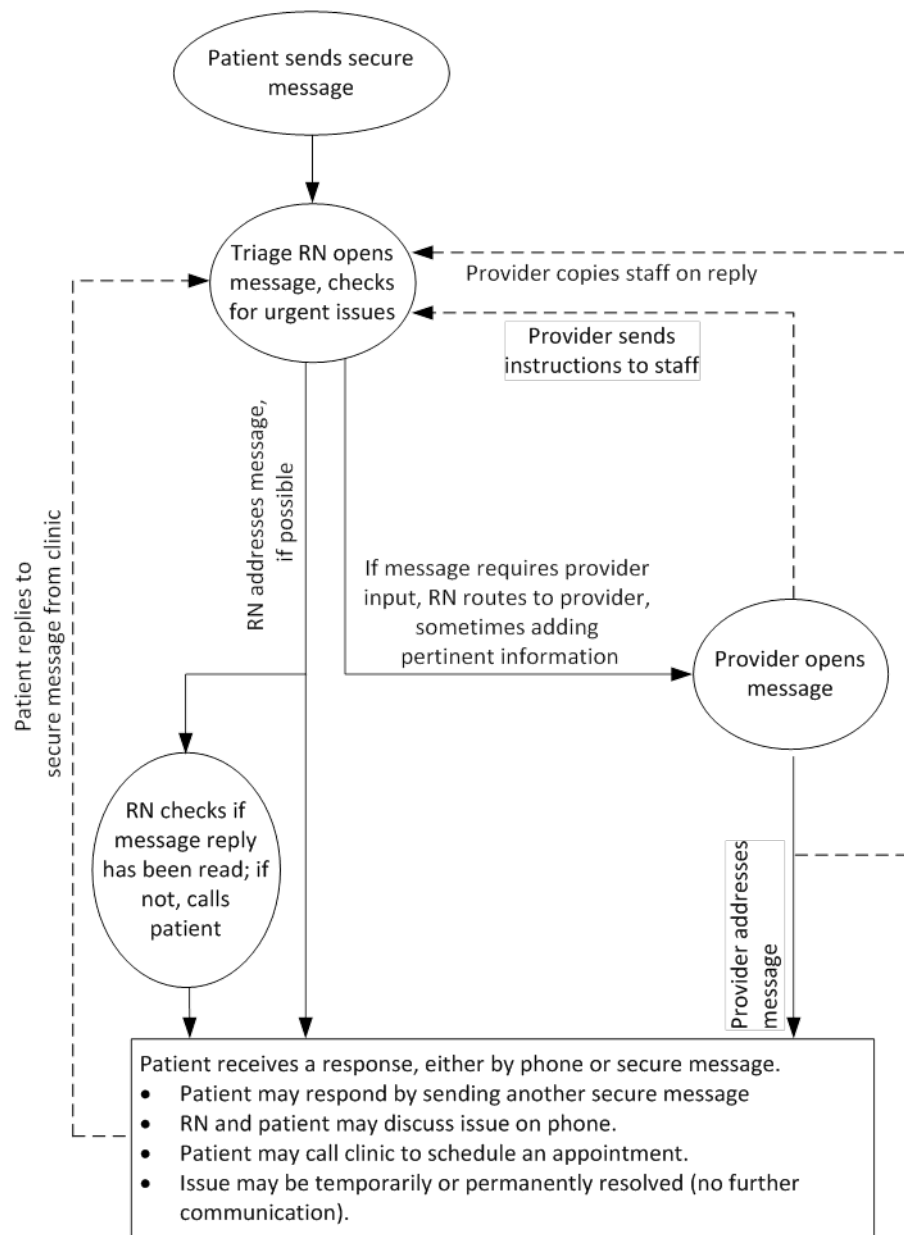 Patient sends secure
message
Triage RN opens
message, checks
for urgent issues
Provider copies staff on reply
Provider sends
instructions to staff
RN addresses message,
if possible
Patient replies to
secure message from clinic
If message requires provider
input, RN routes to provider,
sometimes adding
pertinent information
Provider opens
message
RN checks if
message reply
has been read; if
not, calls
patient
Provider addresses
message
Patient receives a response, either by phone or secure message.
• Patient may respond by sending another secure message
• RN and patient may discuss issue on phone.
• Patient may call clinic to schedule an appointment.
• Issue may be temporarily or permanently resolved (no further
communication).